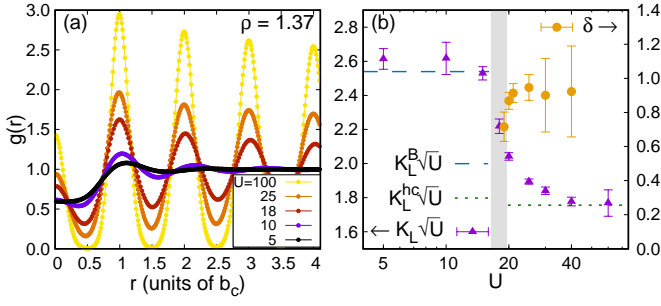 (a)
ρ = 1.37
g(r)
3.0
2.5
2.0
1.5
1.0
0.5
0.0
U=100
25
18
10
5
0 0.5 1 1.5 2 2.5 3 3.5 4
r (units of b_c)
(b)
δ →
2.8
2.6
2.4
2.2
2.0
1.8
1.6
K_L^B√U
K_L^hc√U
← K_L√U
1.4
1.2
1.0
0.8
0.6
0.4
0.2
0.0
5 10 20 40
U